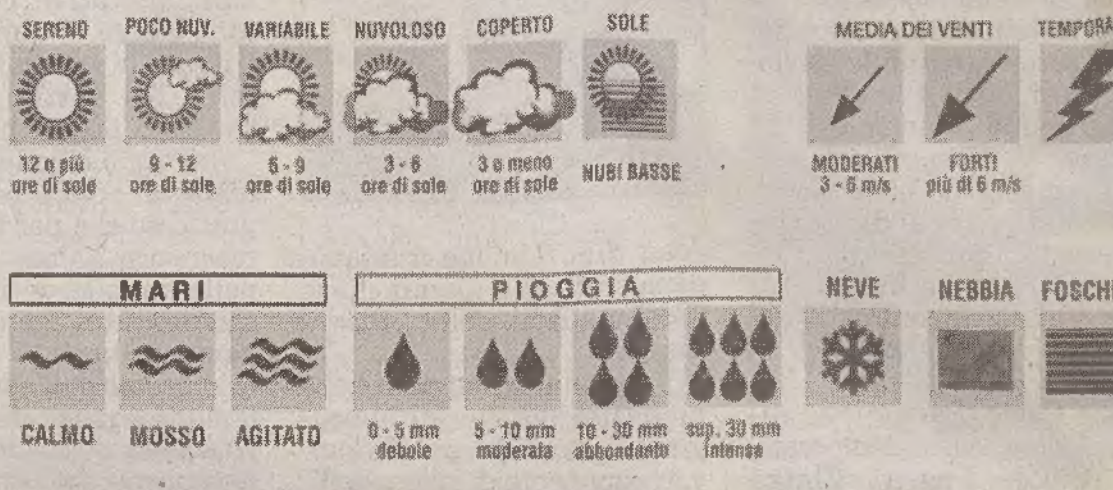 SERENO
POCO NUV.
VARIABILE
NUVOLOSO
COPERTO
SOLE
MEDIA DEI VENTI
TEMPORA
12 o più
ore di sole
9 - 12
ore di sole
6 - 9
ore di sole
3 - 6
ore di sole
3 o meno
ore di sole
NUBI BASSE
MODERATI
3 - 6 m/s
FORTI
più di 6 m/s
MARI
PIOGGIA
NEVE
NEBBIA
FOSCHI
CALMO
MOSSO
AGITATO
0 - 5 mm
debole
5 - 10 mm
moderata
10 - 30 mm
abbondante
sup. 30 mm
intensa